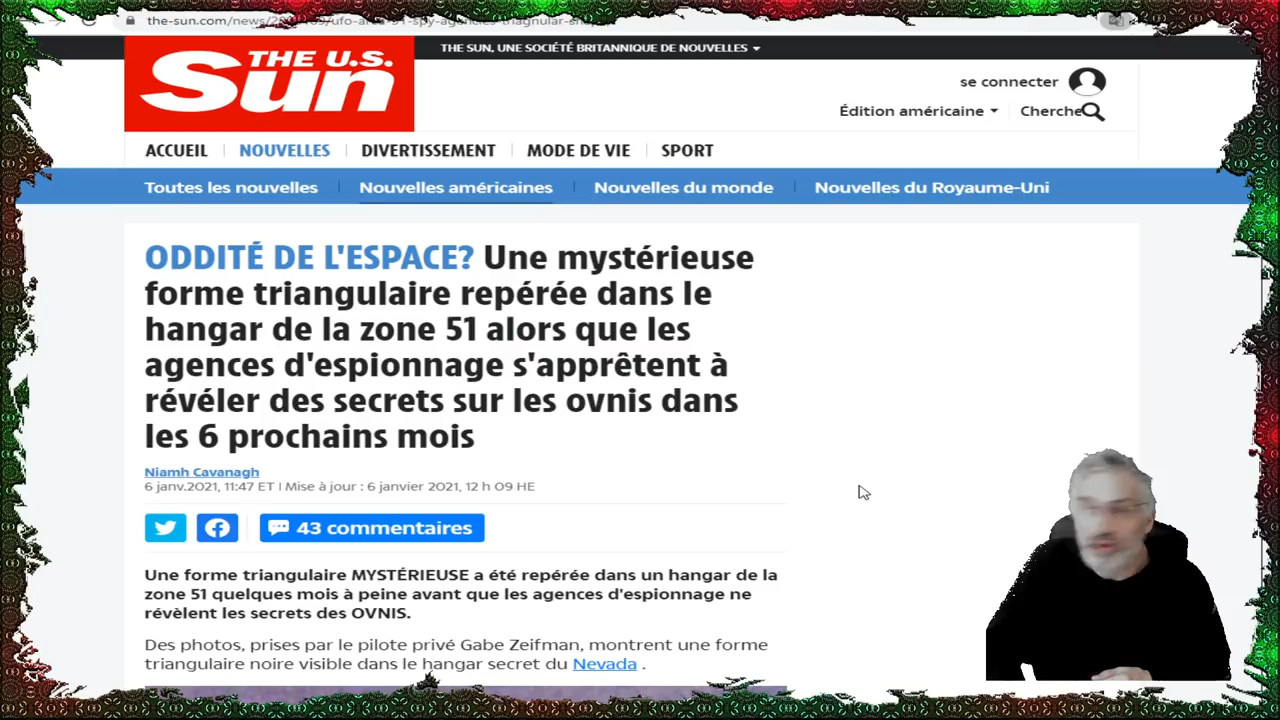 the-sun.com/news/
THE SUN, UNE SOCIÉTÉ BRITANNIQUE DE NOUVELLES
THE U.S.
Sun
se connecter
Édition américaine
Cherche
ACCUEIL
NOUVELLES
DIVERTISSEMENT
MODE DE VIE
SPORT
Toutes les nouvelles
Nouvelles américaines
Nouvelles du monde
Nouvelles du Royaume-Uni
ODDITÉ DE L'ESPACE? Une mystérieuse
forme triangulaire repérée dans le
hangar de la zone 51 alors que les
agences d'espionnage s'apprêtent à
révéler des secrets sur les ovnis dans
les 6 prochains mois
Niamh Cavanagh
6 janv.2021, 11:47 ET | Mise à jour : 6 janvier 2021, 12 h 09 HE
43 commentaires
Une forme triangulaire MYSTÉRIEUSE a été repérée dans un hangar de la
zone 51 quelques mois à peine avant que les agences d'espionnage ne
révèlent les secrets des OVNIS.
Des photos, prises par le pilote privé Gabe Zeifman, montrent une forme
triangulaire noire visible dans le hangar secret du Nevada .